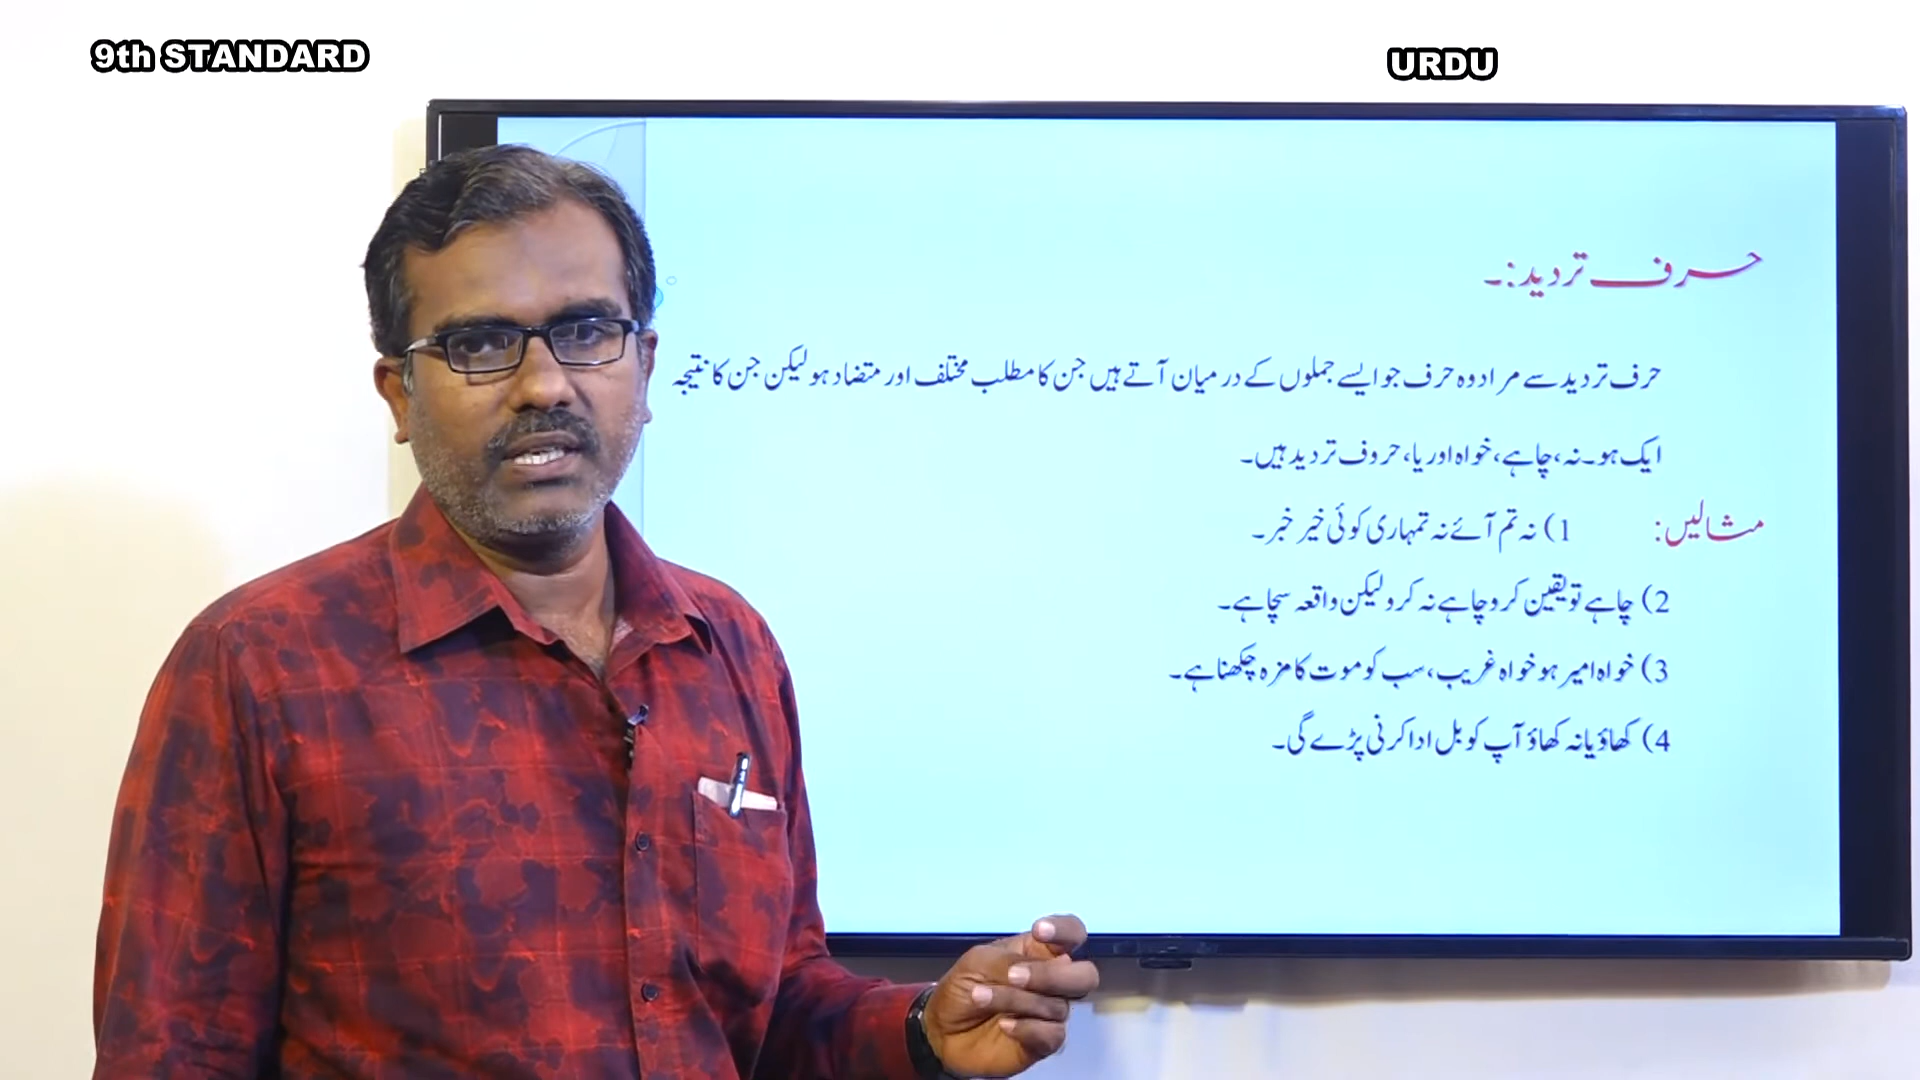 9th STANDARD
URDU
حرف تردید:۔
حرف تردید سے مراد وہ حرف جو ایسے جملوں کے درمیان آتے ہیں جن کا مطلب مختلف اور متضاد ہو لیکن جن کا نتیجہ
ایک ہو۔ نہ، چاہے، خواہ اور یا، حروف تردید ہیں۔
مثالیں: 1) نہ تم آئے نہ تمہاری کوئی خیر خبر۔
2) چاہے تو یقین کرو چاہے نہ کرو لیکن واقعہ سچا ہے۔
3) خواہ امیر ہو خواہ غریب، سب کو موت کا مزہ چکھنا ہے۔
4) کھاؤ یا نہ کھاؤ آپ کو بل ادا کرنی پڑے گی۔